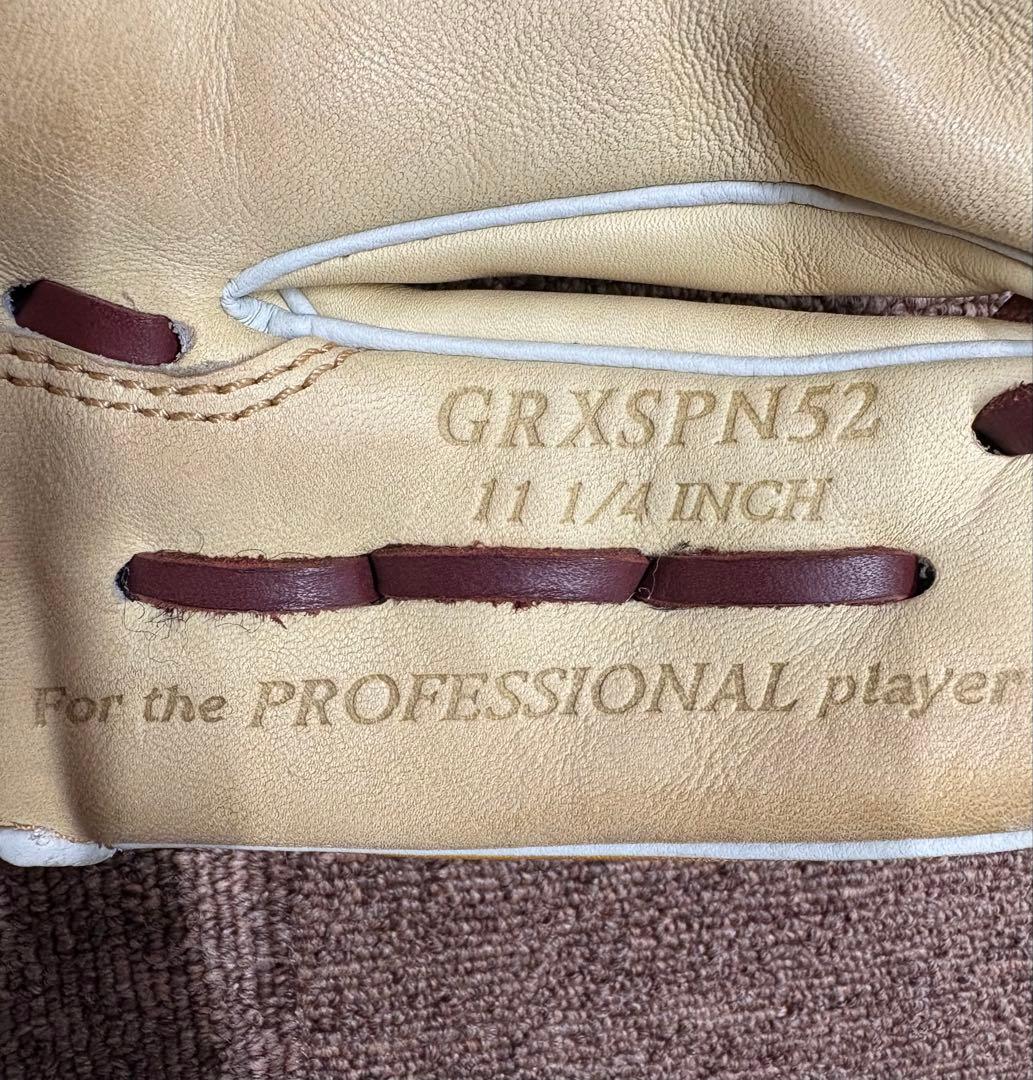 GRXSPN52
11 1/4 INCH
For the PROFESSIONAL player